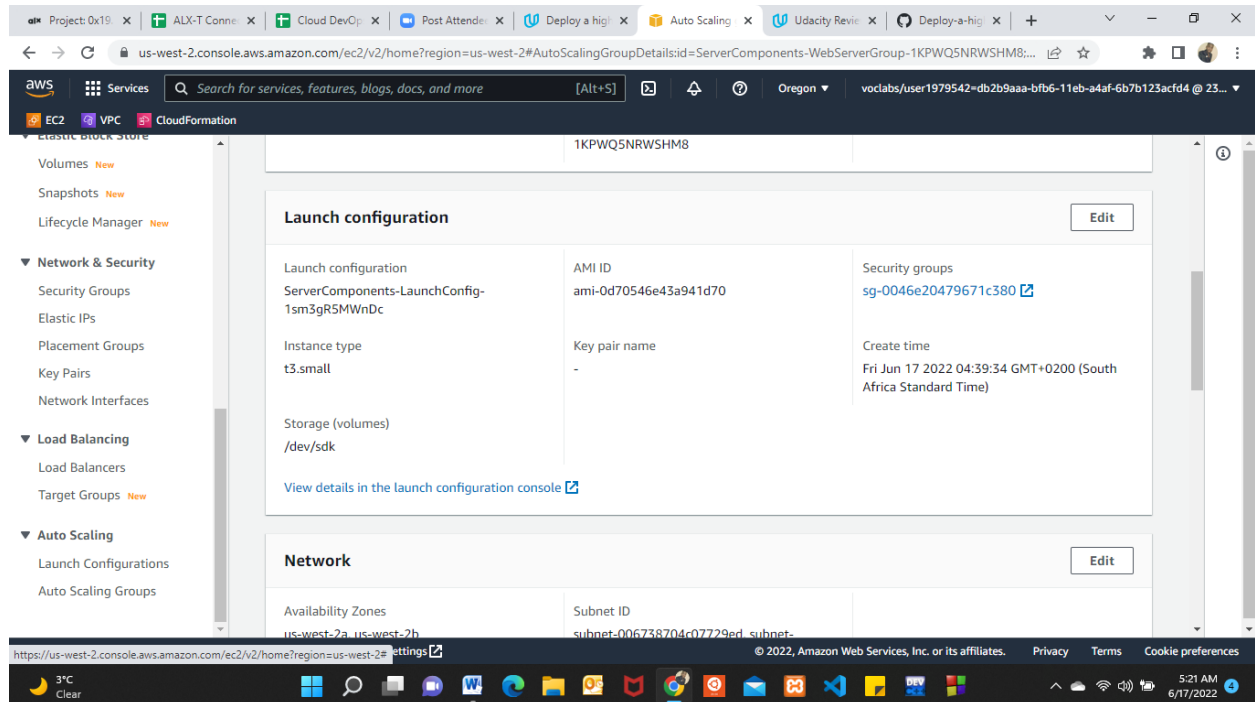 Project: 0x19.
ALX-T Conne
Cloud DevOp
Post Attende
Deploy a high
Auto Scaling
Udacity Revie
Deploy-a-hig
us-west-2.console.aws.amazon.com/ec2/v2/home?region=us-west-2#AutoScalingGroupDetails:id=ServerComponents-WebServerGroup-1KPWQ5NRWSHM8;...
aws
Services
Search for services, features, blogs, docs, and more
[Alt+S]
Oregon ▼
voclabs/user1979542=db2b9aaa-bfb6-11eb-a4af-6b7b123acfd4 @ 23... ▼
EC2
VPC
CloudFormation
Elastic Block Store
Volumes New
Snapshots New
Lifecycle Manager New
Network & Security
Security Groups
Elastic IPs
Placement Groups
Key Pairs
Network Interfaces
Load Balancing
Load Balancers
Target Groups New
Auto Scaling
Launch Configurations
Auto Scaling Groups
1KPWQ5NRWSHM8
Launch configuration
Edit
Launch configuration
ServerComponents-LaunchConfig-
1sm3gR5MWnDc
AMI ID
ami-0d70546e43a941d70
Security groups
sg-0046e20479671c380
Instance type
t3.small
Key pair name
-
Create time
Fri Jun 17 2022 04:39:34 GMT+0200 (South
Africa Standard Time)
Storage (volumes)
/dev/sdk
View details in the launch configuration console
Network
Edit
Availability Zones
us-west-2a, us-west-2b
Subnet ID
subnet-006738704c07729ed, subnet-
https://us-west-2.console.aws.amazon.com/ec2/v2/home?region=us-west-2#
ettings
© 2022, Amazon Web Services, Inc. or its affiliates.
Privacy
Terms
Cookie preferences
3°C
Clear
DEV
5:21 AM
6/17/2022
4